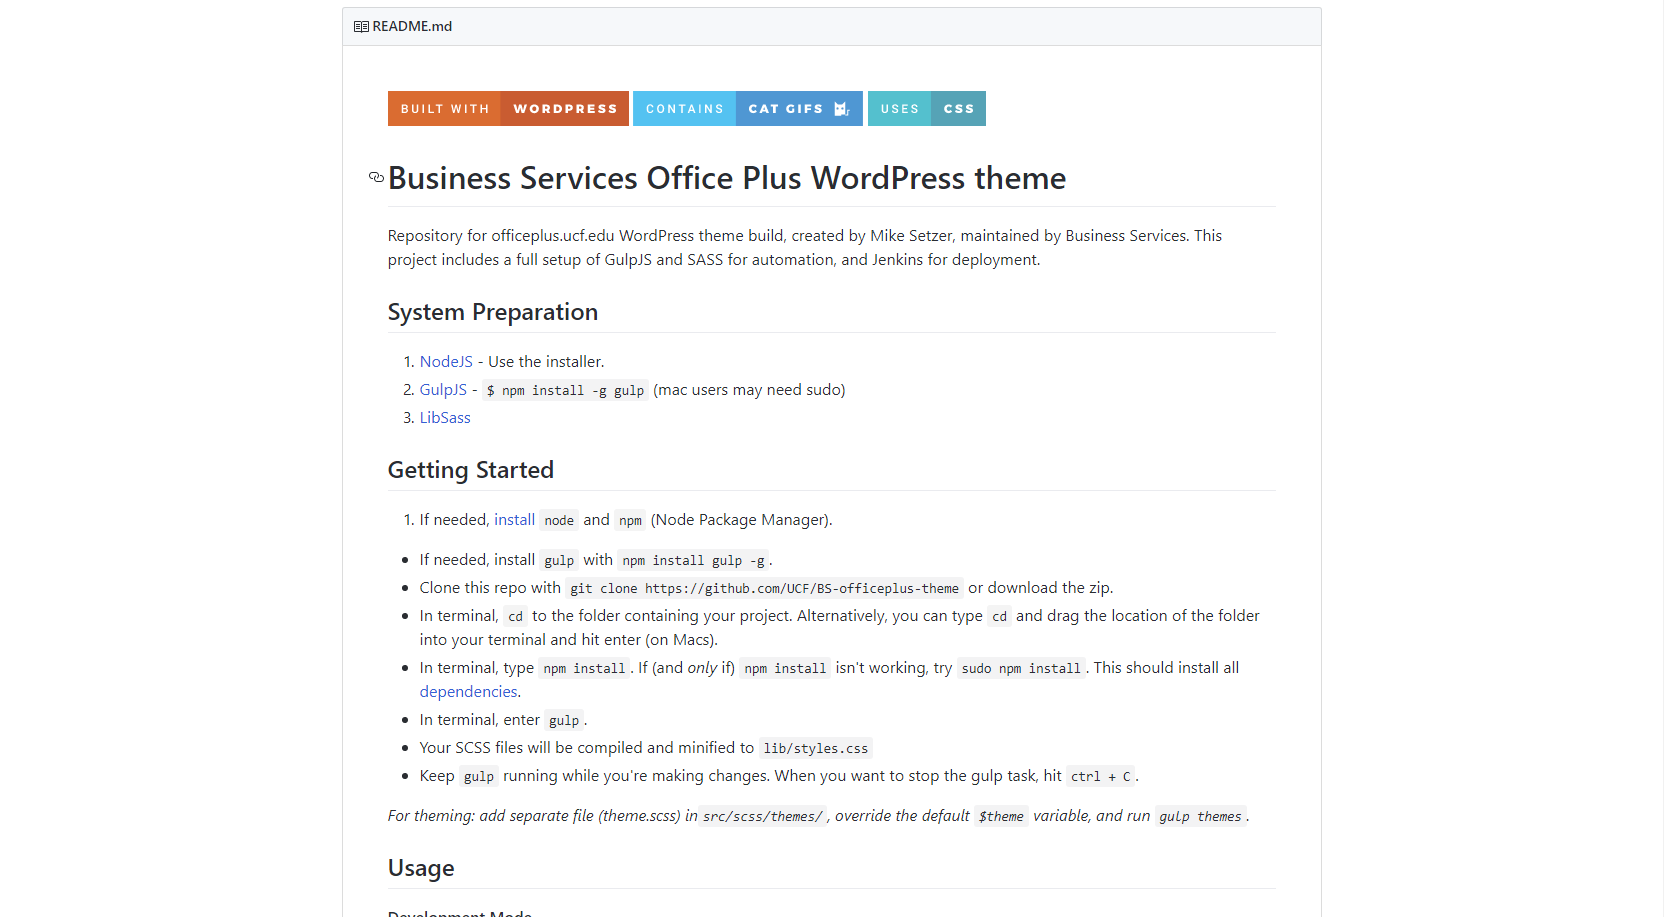 README.md
BUILT WITH WORDPRESS CONTAINS CAT GIFS USES CSS
Business Services Office Plus WordPress theme
Repository for officeplus.ucf.edu WordPress theme build, created by Mike Setzer, maintained by Business Services. This
project includes a full setup of GulpJS and SASS for automation, and Jenkins for deployment.
System Preparation
1. NodeJS - Use the installer.
2. GulpJS - $ npm install -g gulp (mac users may need sudo)
3. LibSass
Getting Started
1. If needed, install node and npm (Node Package Manager).
• If needed, install gulp with npm install gulp -g.
• Clone this repo with git clone https://github.com/UCF/BS-officeplus-theme or download the zip.
• In terminal, cd to the folder containing your project. Alternatively, you can type cd and drag the location of the folder
into your terminal and hit enter (on Macs).
• In terminal, type npm install. If (and only if) npm install isn't working, try sudo npm install. This should install all
dependencies.
• In terminal, enter gulp.
• Your SCSS files will be compiled and minified to lib/styles.css
• Keep gulp running while you're making changes. When you want to stop the gulp task, hit ctrl + C.
For theming: add separate file (theme.scss) in src/scss/themes/, override the default $theme variable, and run gulp themes.
Usage
Development Mode